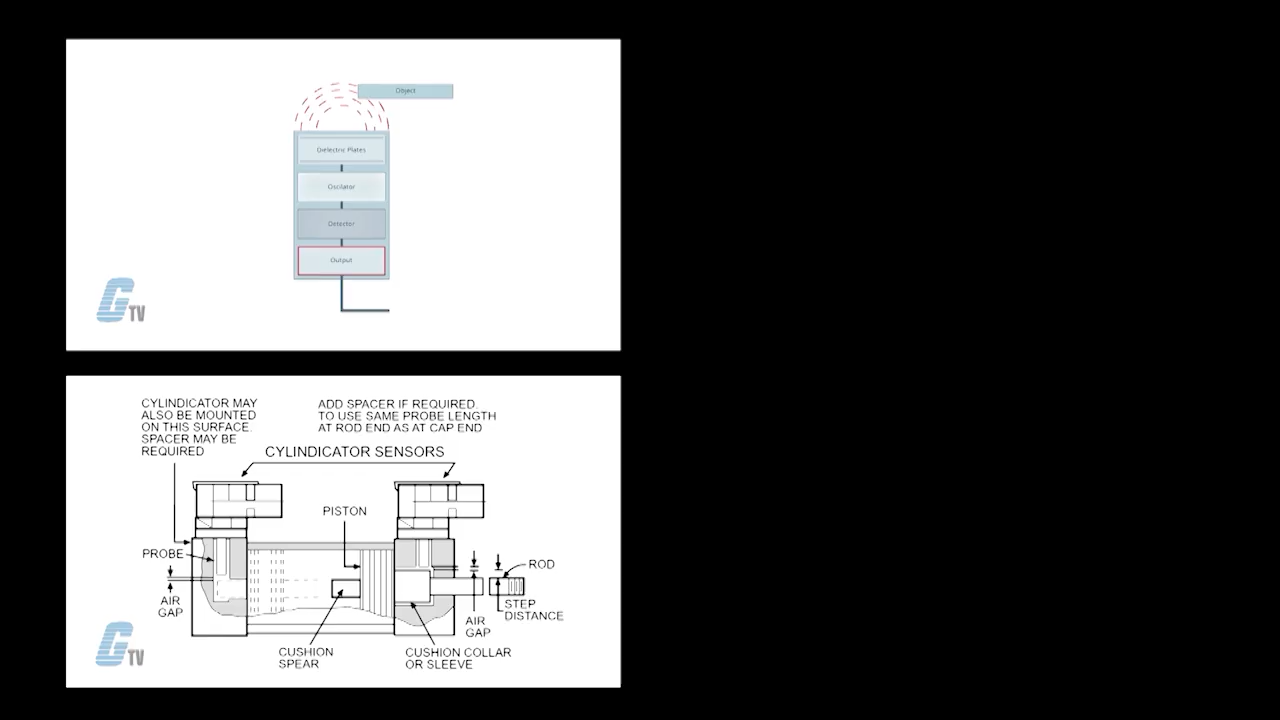 Object
Dielectric Plates
Oscilator
Detector
Output
G TV
CYLINDICATOR MAY
ALSO BE MOUNTED
ON THIS SURFACE.
SPACER MAY BE
REQUIRED
ADD SPACER IF REQUIRED.
TO USE SAME PROBE LENGTH
AT ROD END AS AT CAP END
CYLINDICATOR SENSORS
PISTON
PROBE
ROD
AIR
GAP
STEP
DISTANCE
AIR
GAP
CUSHION
SPEAR
CUSHION COLLAR
OR SLEEVE
G TV